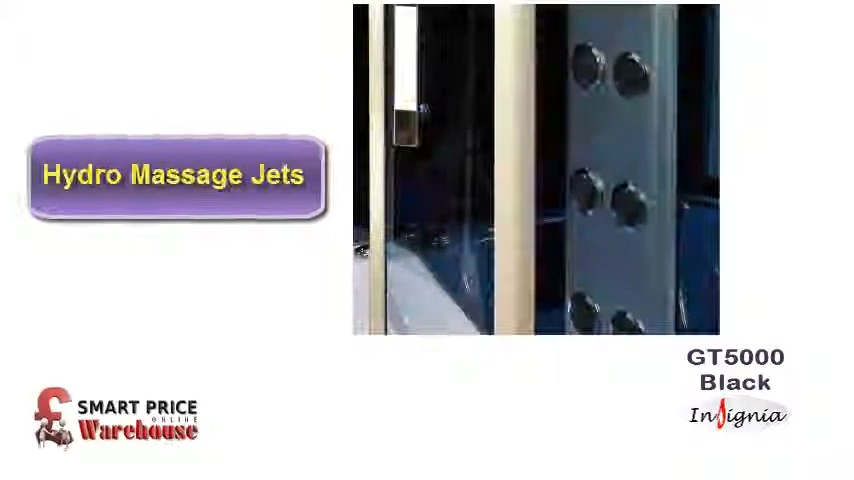 Hydro Massage Jets
GT5000
Black
Insignia
SMART PRICE
ONLINE
Warehouse